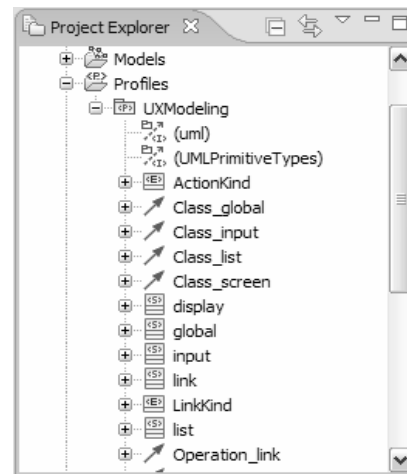 Project Explorer
Models
Profiles
UXModeling
(uml)
(UMLPrimitiveTypes)
ActionKind
Class_global
Class_input
Class_list
Class_screen
display
global
input
link
LinkKind
list
Operation_link